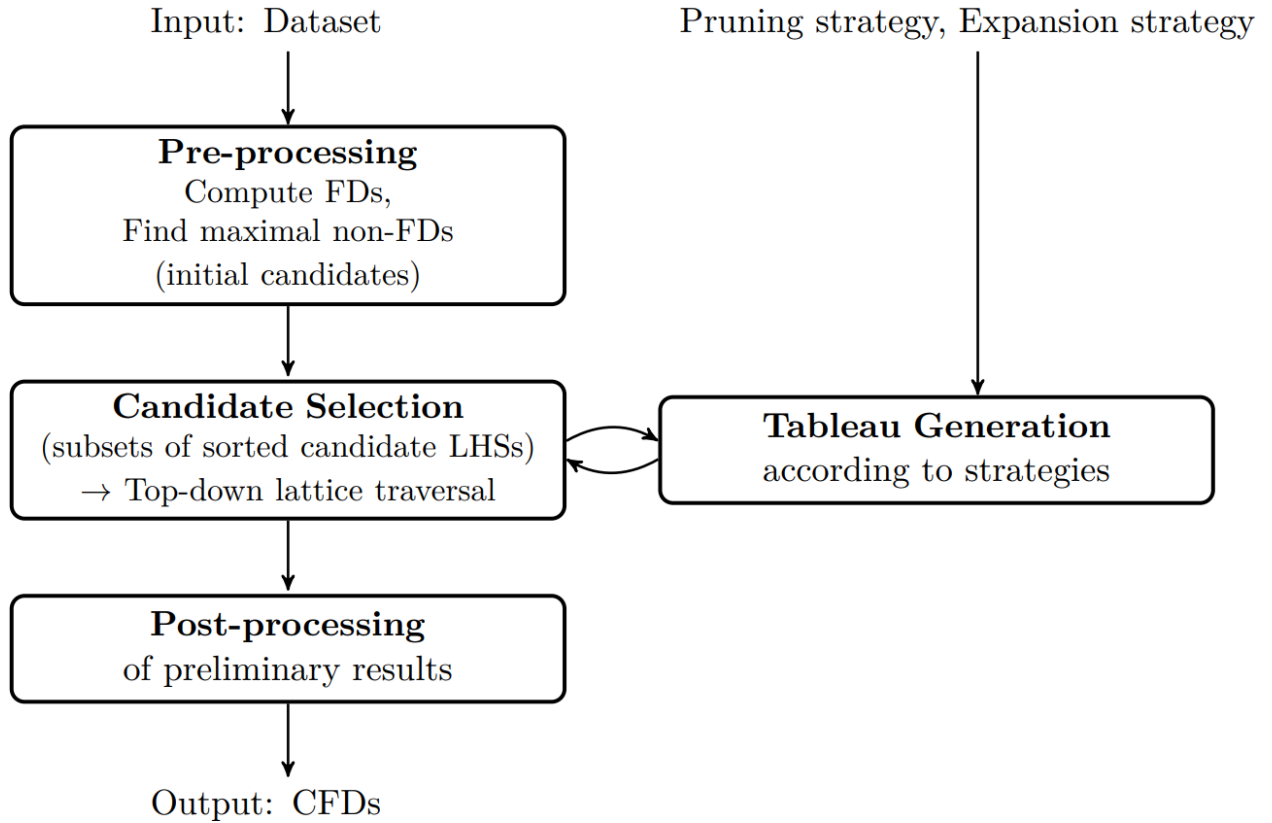 Input: Dataset
Pruning strategy, Expansion strategy
Pre-processing
Compute FDs,
Find maximal non-FDs
(initial candidates)
Candidate Selection
(subsets of sorted candidate LHSs)
→ Top-down lattice traversal
Tableau Generation
according to strategies
Post-processing
of preliminary results
Output: CFDs